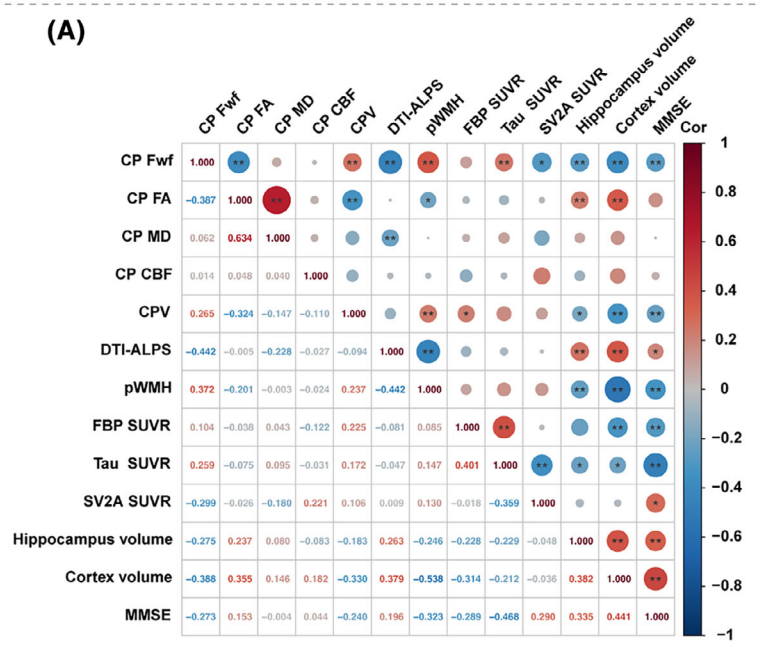 (A)
CP Fwf CP FA CP MD CP CBF CPV DTI-ALPS pWMH FBP SUVR Tau SUVR SV2A SUVR Hippocampus volume Cortex volume MMSE Cor
CP Fwf 1.000 ** ** ** ** ** * ** ** ** 1
CP FA −0.387 1.000 ** ** * ** ** 0.8
CP MD 0.062 0.634 1.000 **
CP CBF 0.014 0.048 0.040 1.000 0.6
CPV 0.265 −0.324 −0.147 −0.110 1.000 ** * * ** ** 0.4
DTI-ALPS −0.442 −0.005 −0.228 −0.027 −0.094 1.000 ** ** ** * 0.2
pWMH 0.372 −0.201 −0.003 −0.024 0.237 −0.442 1.000 ** ** ** 0
FBP SUVR 0.104 −0.038 0.043 −0.122 0.225 −0.081 0.085 1.000 ** ** ** −0.2
Tau SUVR 0.259 −0.075 0.095 −0.031 0.172 −0.047 0.147 0.401 1.000 ** * * **
SV2A SUVR −0.299 −0.026 −0.180 0.221 0.106 0.009 0.130 −0.018 −0.359 1.000 * −0.4
Hippocampus volume −0.275 0.237 0.080 −0.083 −0.183 0.263 −0.246 −0.228 −0.229 −0.048 1.000 ** ** −0.6
Cortex volume −0.388 0.355 0.146 0.182 −0.330 0.379 −0.538 −0.314 −0.212 −0.036 0.382 1.000 ** −0.8
MMSE −0.273 0.153 −0.004 0.044 −0.240 0.196 −0.323 −0.289 −0.468 0.290 0.335 0.441 1.000 −1